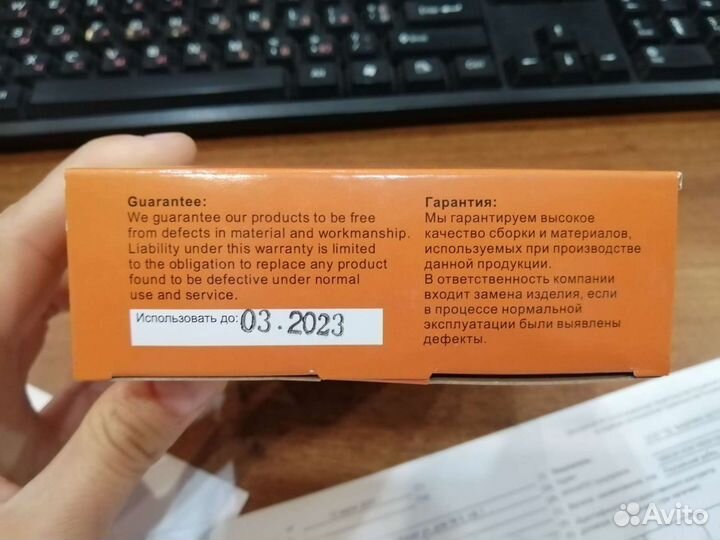 Guarantee:
We guarantee our products to be free
from defects in material and workmanship.
Liability under this warranty is limited
to the obligation to replace any product
found to be defective under normal
use and service.
Использовать до: 03.2023
Гарантия:
Мы гарантируем высокое
качество сборки и материалов,
используемых при производстве
данной продукции.
В ответственность компании
входит замена изделия, если
в процессе нормальной
эксплуатации были выявлены
дефекты.
Avito